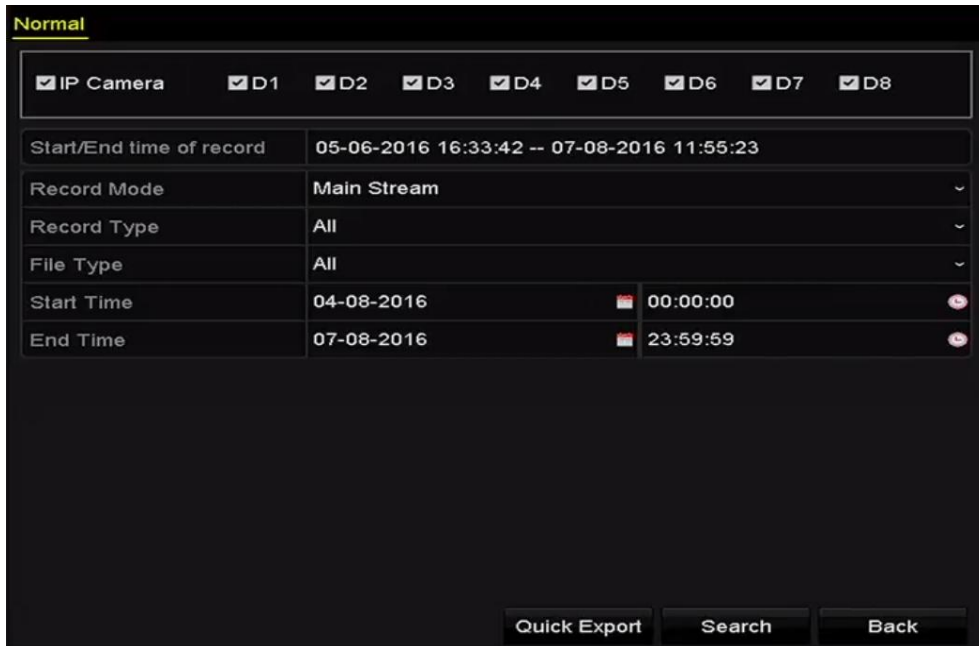 Normal
IP Camera D1 D2 D3 D4 D5 D6 D7 D8
Start/End time of record 05-06-2016 16:33:42 -- 07-08-2016 11:55:23
Record Mode Main Stream
Record Type All
File Type All
Start Time 04-08-2016 00:00:00
End Time 07-08-2016 23:59:59
Quick Export Search Back